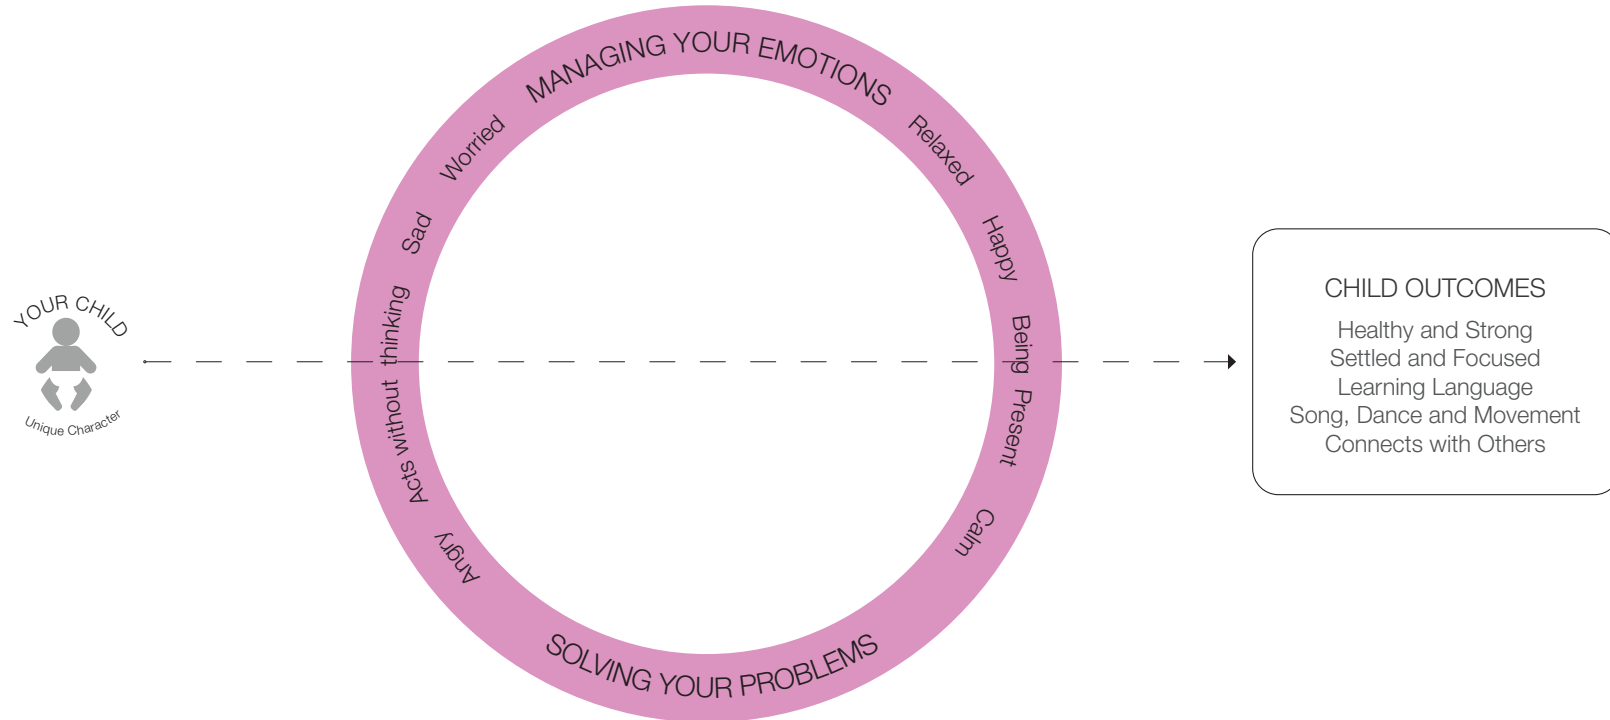 YOUR CHILD
Unique Character
MANAGING YOUR EMOTIONS
Worried
Sad
Acts without thinking
Angry
Relaxed
Happy
Being Present
Calm
SOLVING YOUR PROBLEMS
CHILD OUTCOMES
Healthy and Strong
Settled and Focused
Learning Language
Song, Dance and Movement
Connects with Others